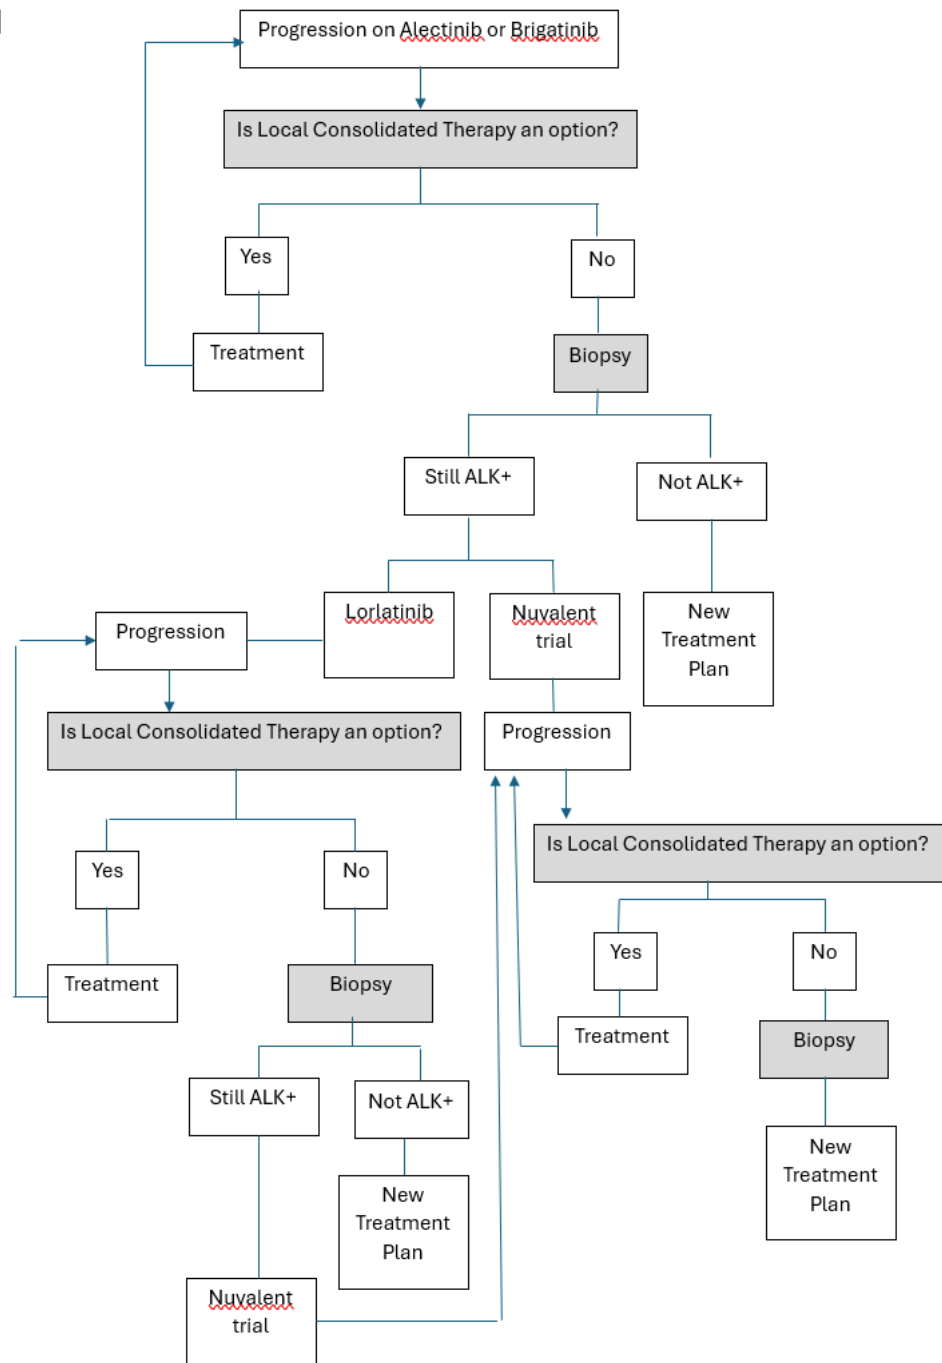 Progression on Alectinib or Brigatinib
Is Local Consolidated Therapy an option?
Yes
No
Treatment
Biopsy
Still ALK+
Not ALK+
Lorlatinib
Nuvalent
trial
New
Treatment
Plan
Progression
Is Local Consolidated Therapy an option?
Progression
Is Local Consolidated Therapy an option?
Yes
No
Yes
No
Treatment
Biopsy
Treatment
Biopsy
Still ALK+
Not ALK+
New
Treatment
Plan
New
Treatment
Plan
Nuvalent
trial